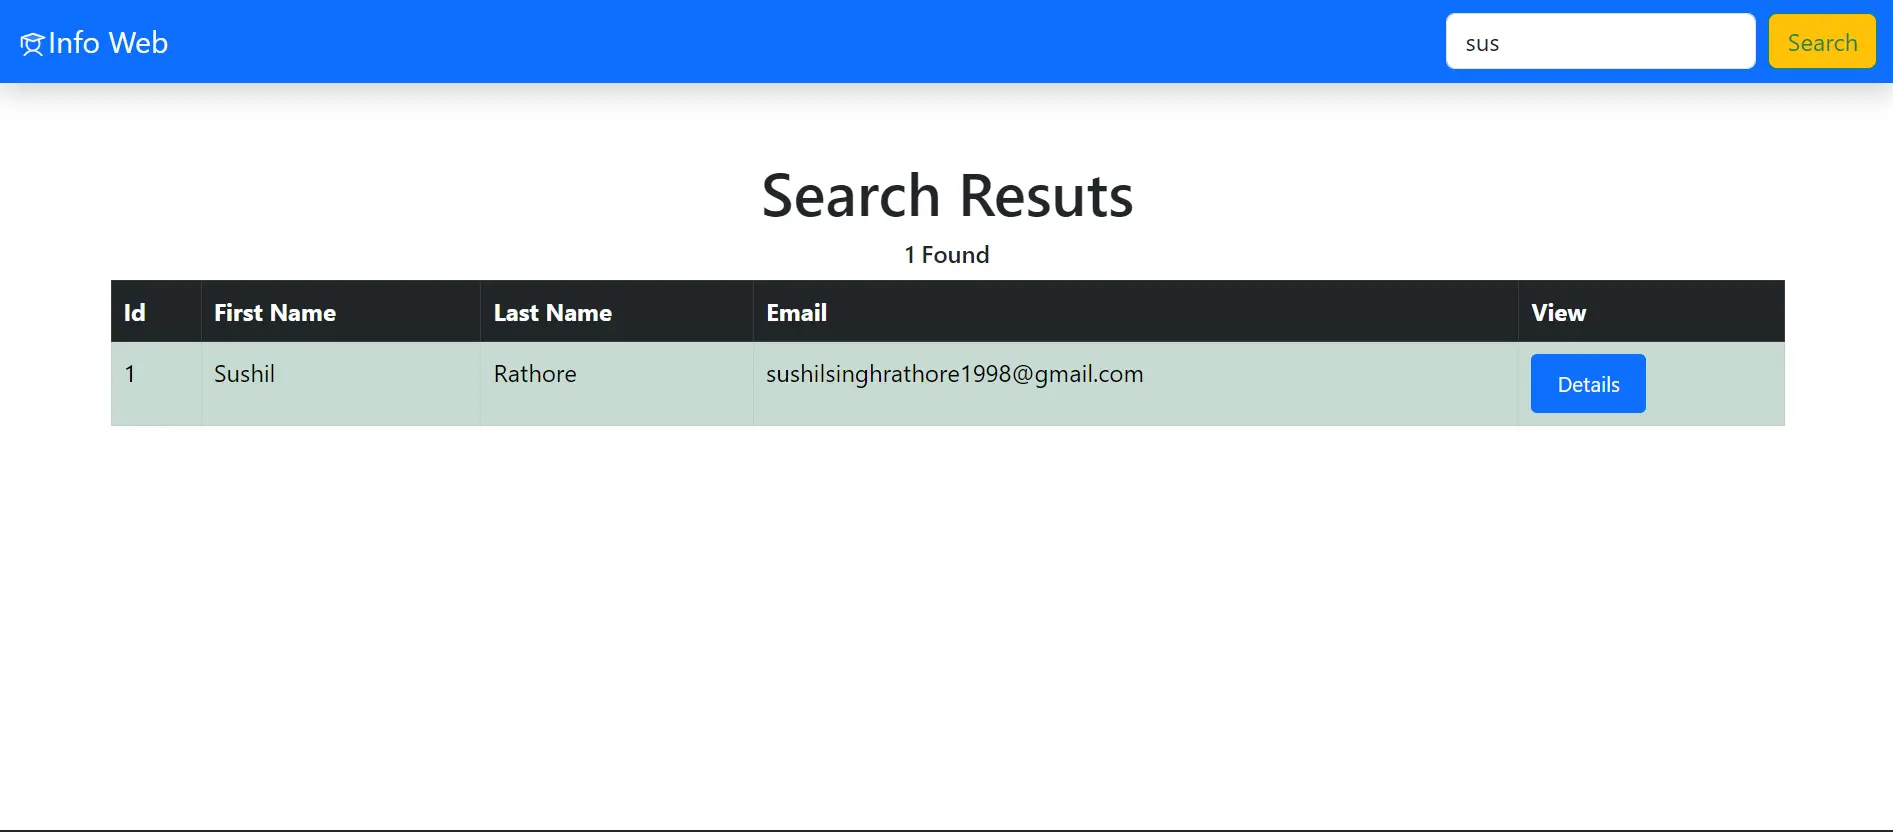 Info Web
sus
Search
Search Resuts
1 Found
Id First Name Last Name Email View
1 Sushil Rathore sushilsinghrathore1998@gmail.com Details